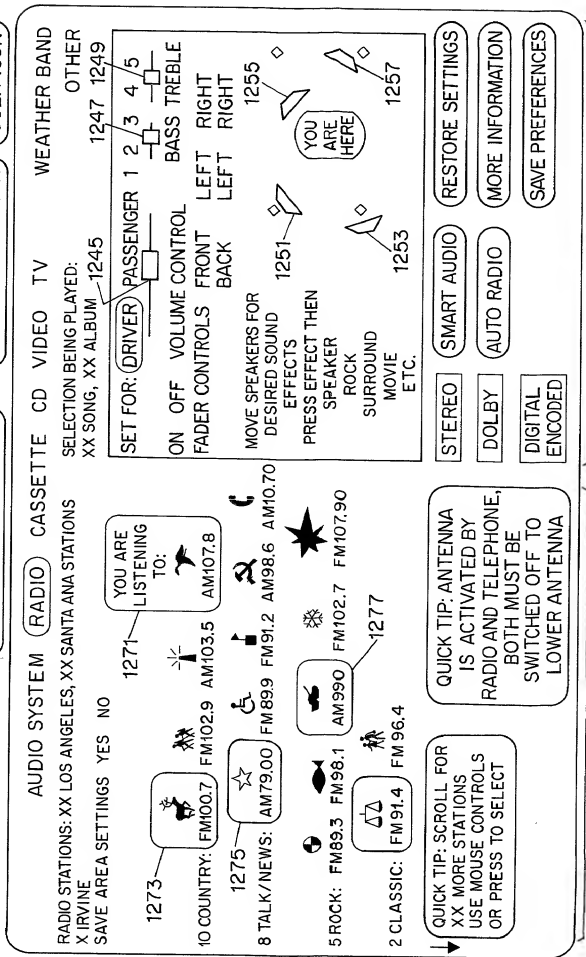 AUDIO SYSTEM RADIO CASSETTE CD VIDEO TV WEATHER BAND
OTHER
RADIO STATIONS: XX LOS ANGELES, XX SANTA ANA STATIONS
X IRVINE
SAVE AREA SETTINGS YES NO
SELECTION BEING PLAYED:
XX SONG, XX ALBUM
1245
1247
1249
1271
YOU ARE
LISTENING
TO:
AM107.8
1273
10 COUNTRY: FM100.7 FM102.9 AM103.5
1275
8 TALK/NEWS: AM79.00 FM89.9 FM91.2 AM98.6 AM10.70
5 ROCK: FM89.3 FM98.1 AM990 FM102.7 FM107.90
1277
2 CLASSIC: FM91.4 FM96.4
SET FOR: DRIVER PASSENGER 1 2 3 4 5
ON OFF VOLUME CONTROL BASS TREBLE
FADER CONTROLS FRONT LEFT RIGHT
BACK LEFT RIGHT
MOVE SPEAKERS FOR
DESIRED SOUND
EFFECTS
PRESS EFFECT THEN
SPEAKER
ROCK
SURROUND
MOVIE
ETC.
1251
1253
1255
1257
YOU
ARE
HERE
QUICK TIP: SCROLL FOR
XX MORE STATIONS
USE MOUSE CONTROLS
OR PRESS TO SELECT
QUICK TIP: ANTENNA
IS ACTIVATED BY
RADIO AND TELEPHONE,
BOTH MUST BE
SWITCHED OFF TO
LOWER ANTENNA
STEREO SMART AUDIO RESTORE SETTINGS
DOLBY AUTO RADIO MORE INFORMATION
DIGITAL
ENCODED
SAVE PREFERENCES